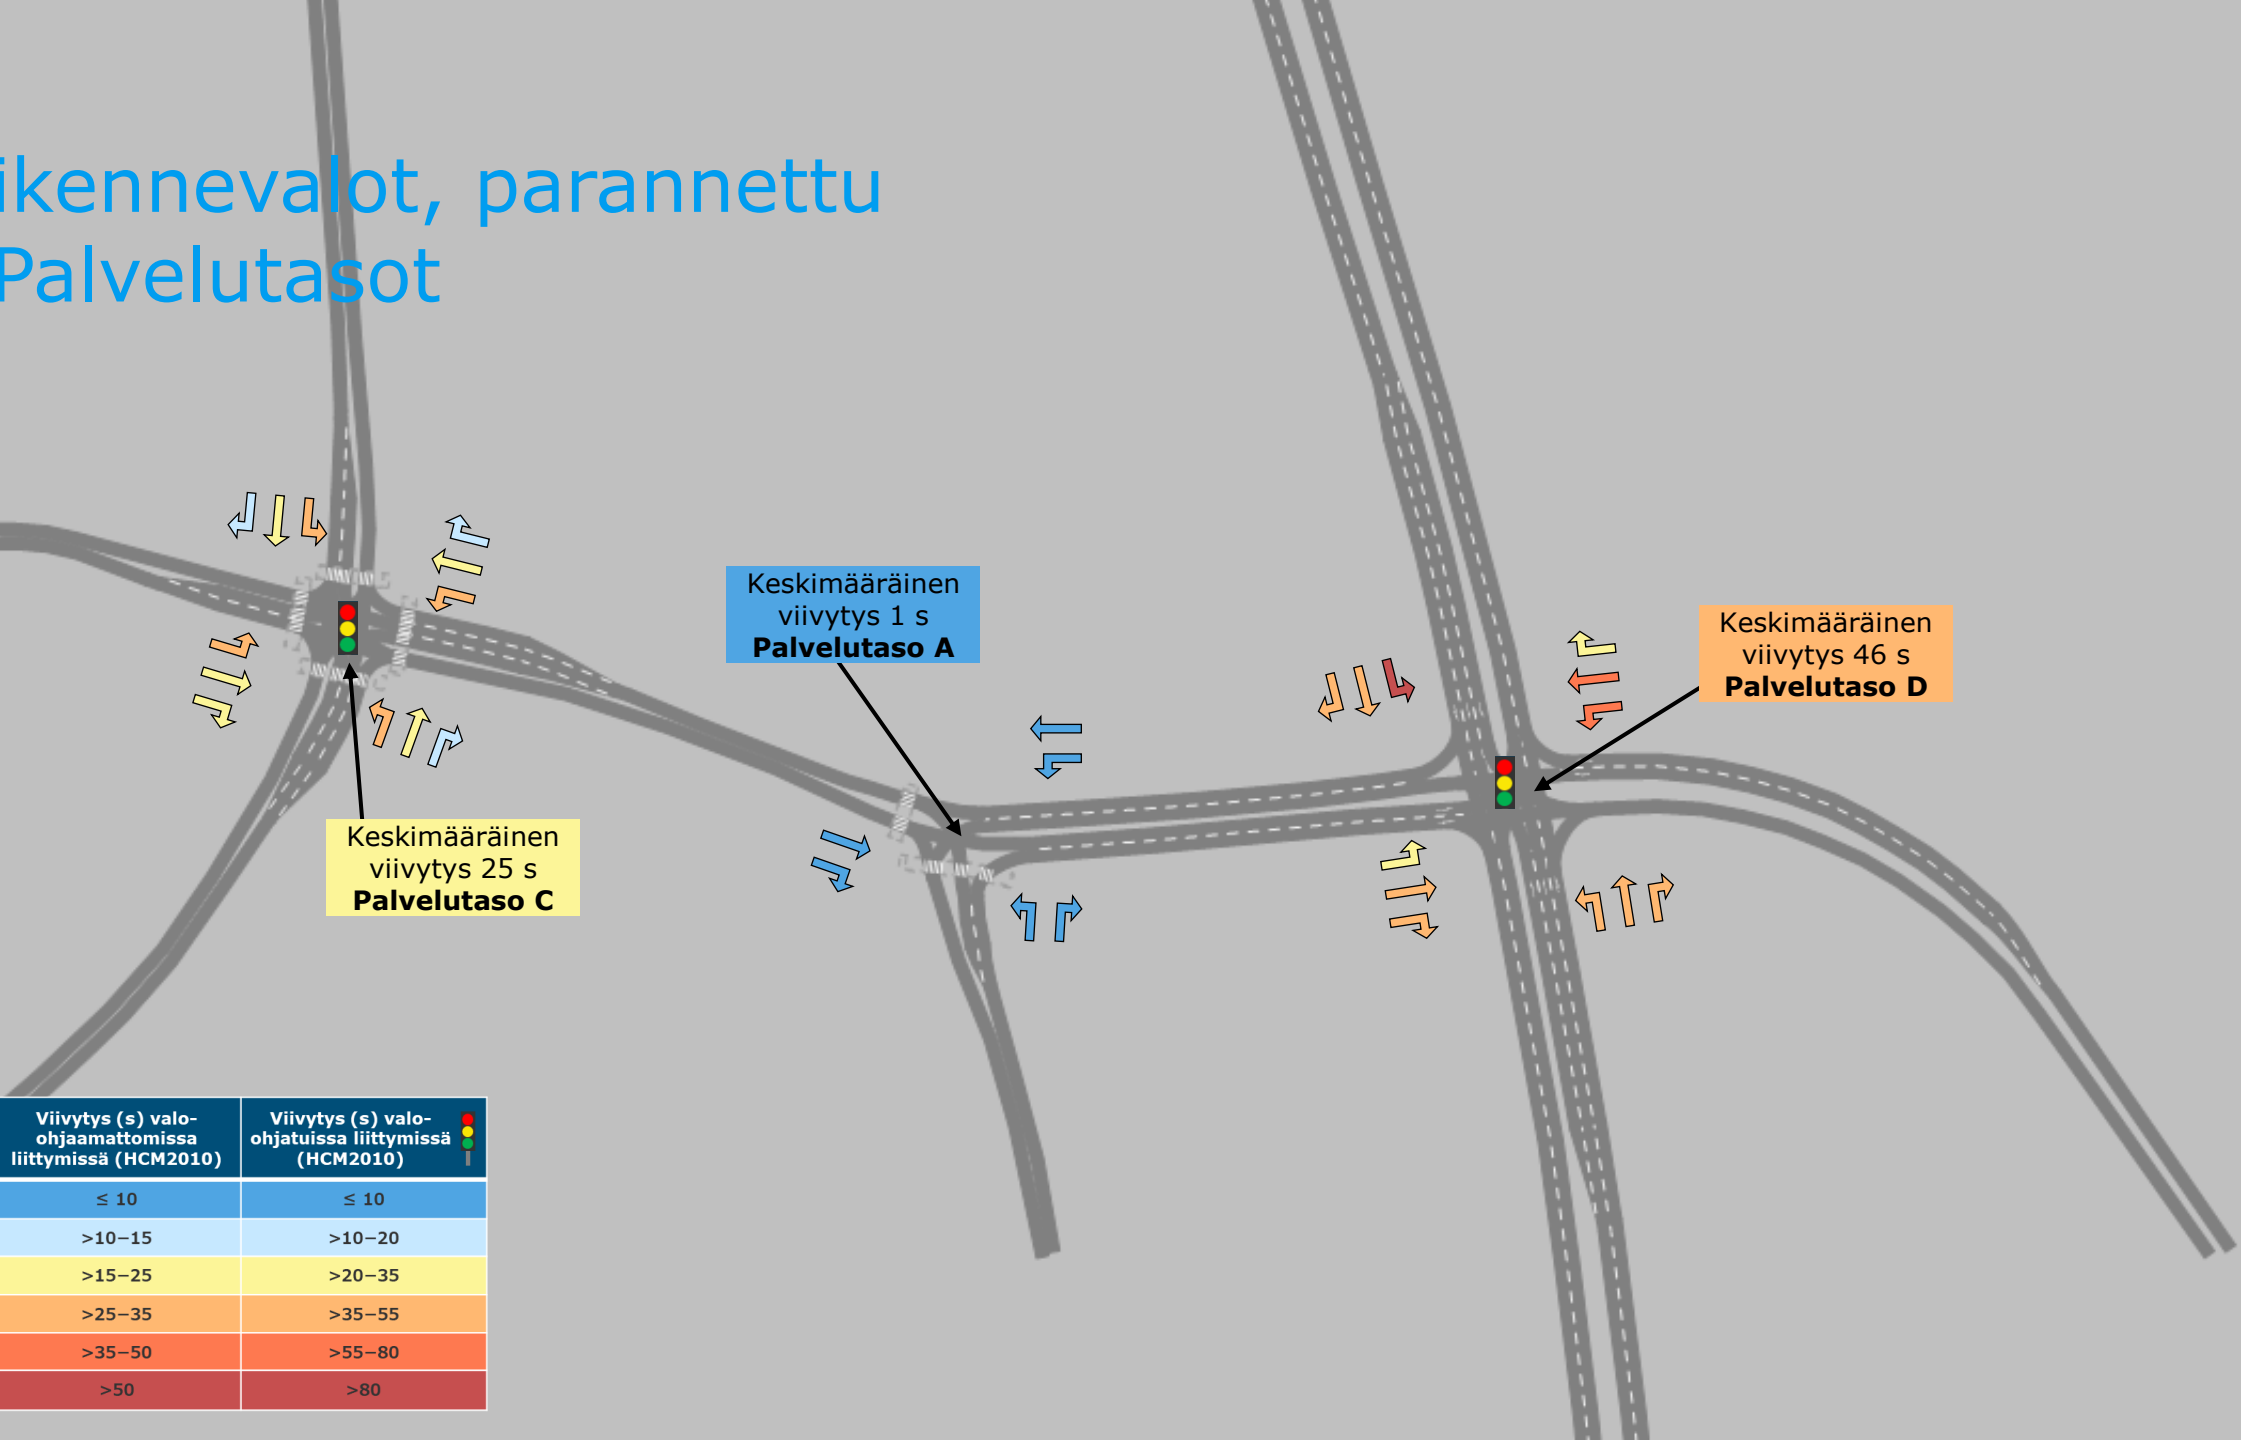 ikennevalot, parannettu
Palvelutasot
Keskimääräinen
viivytys 1 s
Palvelutaso A
Keskimääräinen
viivytys 46 s
Palvelutaso D
Keskimääräinen
viivytys 25 s
Palvelutaso C
Viivytys (s) valo-
ohjaamattomissa
liittymissä (HCM2010)
Viivytys (s) valo-
ohjatuissa liittymissä
(HCM2010)
≤ 10
≤ 10
>10–15
>10–20
>15–25
>20–35
>25–35
>35–55
>35–50
>55–80
>50
>80